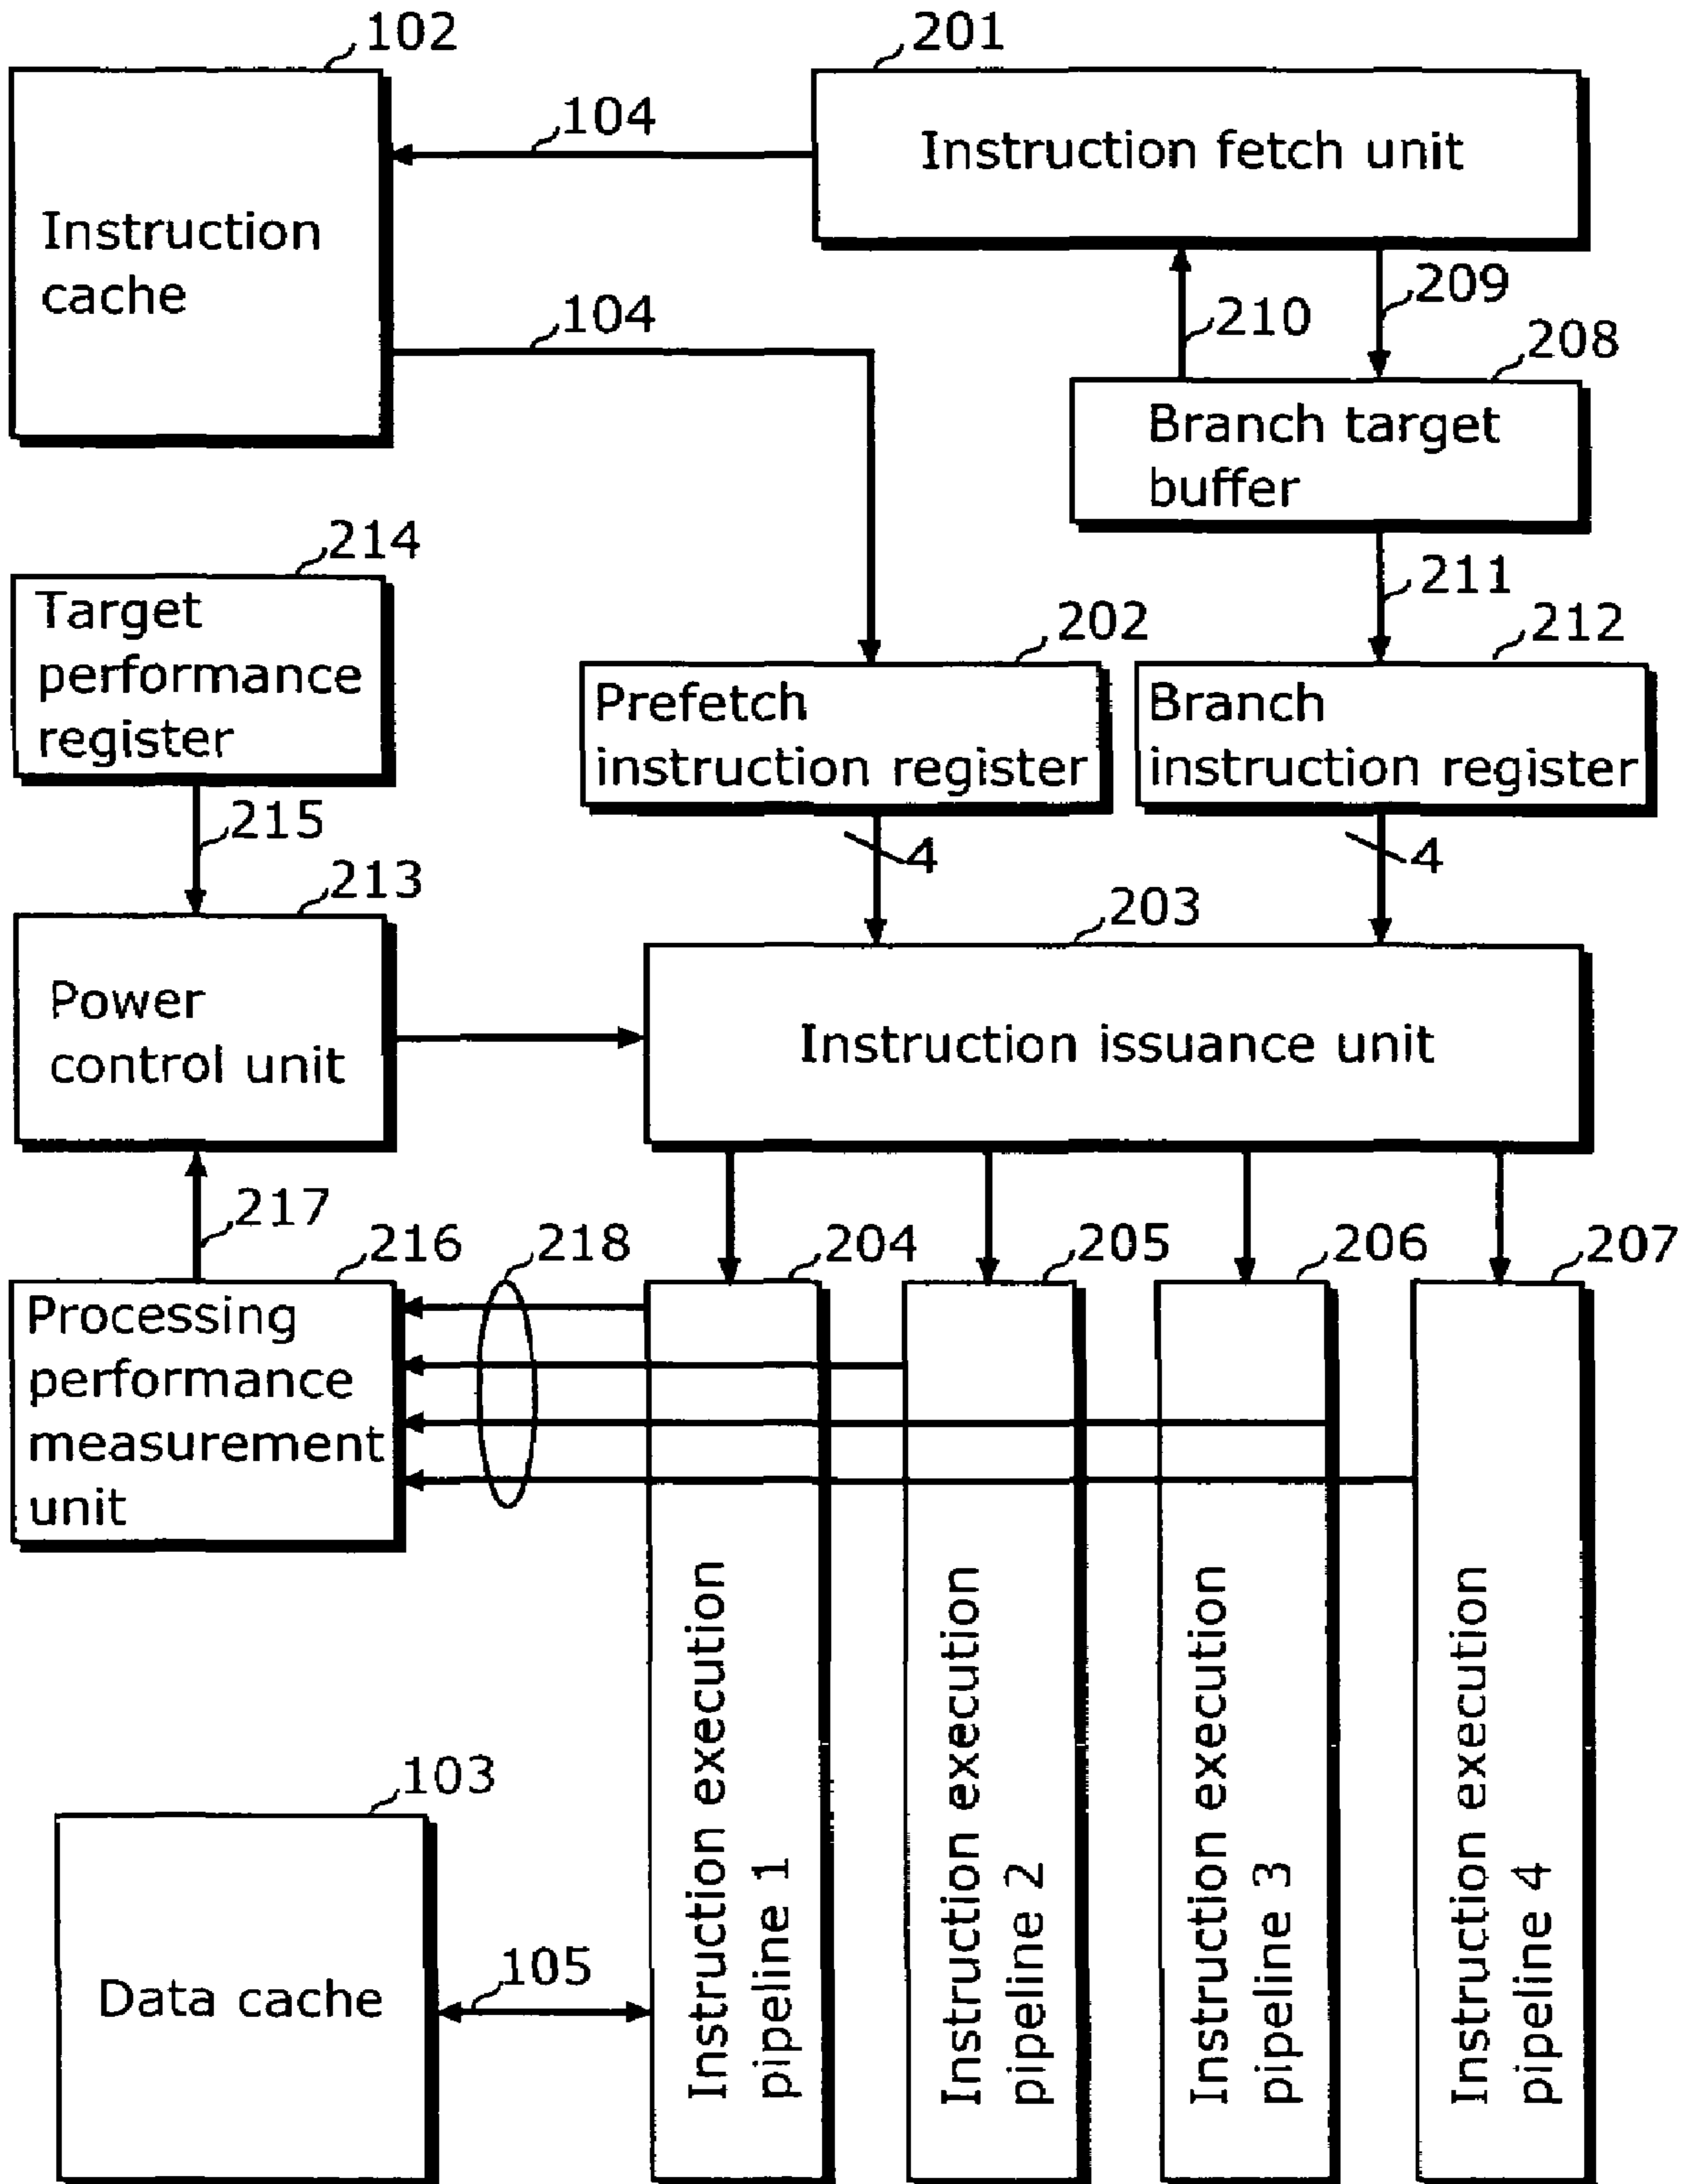 102
201
104
Instruction fetch unit
Instruction
cache
104
210
209
208
Branch target
buffer
214
Target
performance
register
211
202
212
Prefetch
instruction register
Branch
instruction register
215
4
4
213
203
Power
control unit
Instruction issuance unit
217
216
218
204
205
206
207
Processing
performance
measurement
unit
Instruction execution
pipeline 1
Instruction execution
pipeline 2
Instruction execution
pipeline 3
Instruction execution
pipeline 4
103
Data cache
105